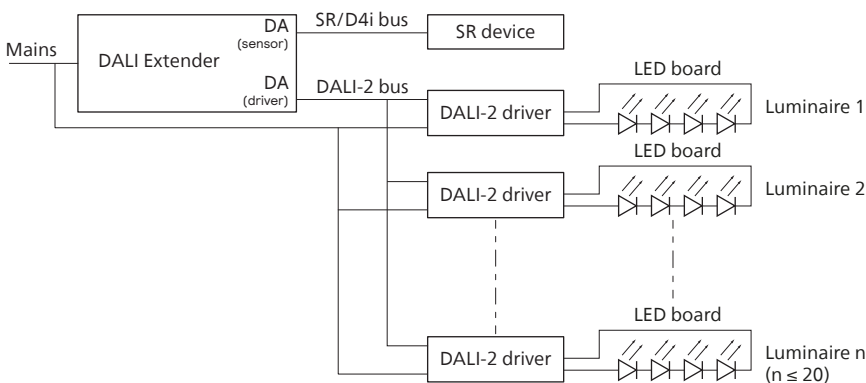 Mains
DALI Extender
DA
(sensor)
SR/D4i bus
SR device
DA
(driver)
DALI-2 bus
DALI-2 driver
LED board
Luminaire 1
DALI-2 driver
LED board
Luminaire 2
DALI-2 driver
LED board
Luminaire n
(n ≤ 20)